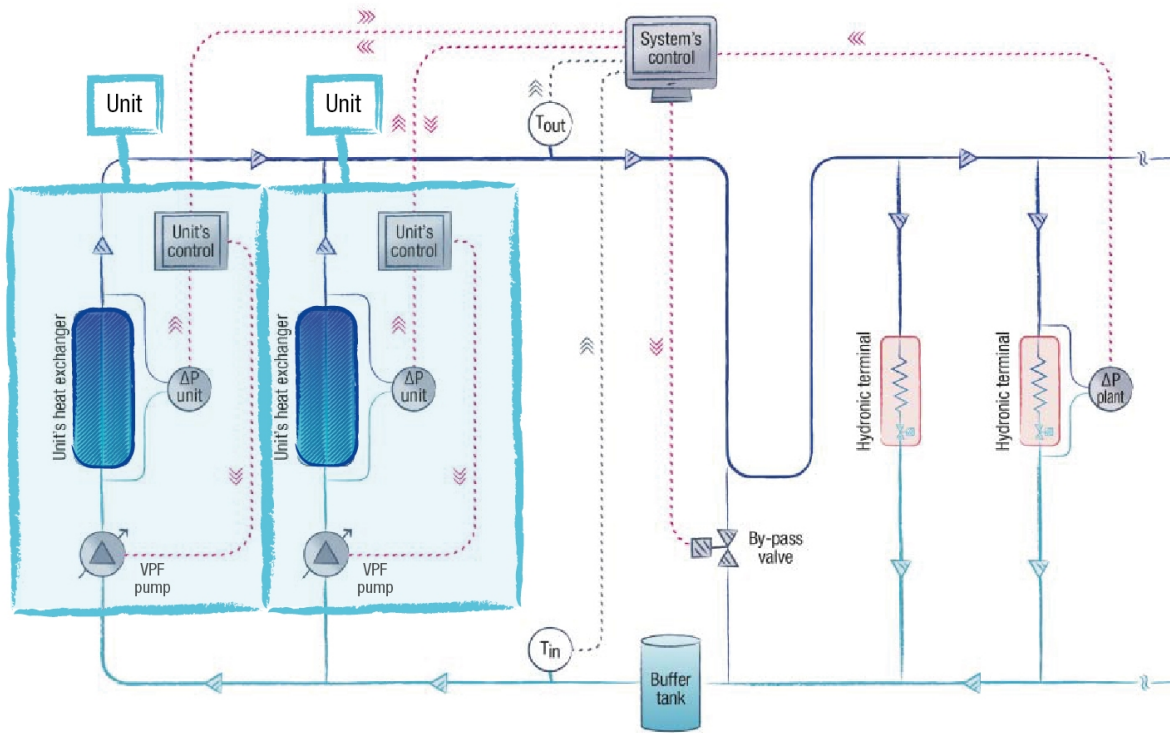 System's
control
Unit
Unit
Tout
Unit's
control
Unit's
control
Unit's heat exchanger
ΔP
unit
Unit's heat exchanger
ΔP
unit
Hydronic terminal
Hydronic terminal
ΔP
plant
VPF
pump
VPF
pump
By-pass
valve
Tin
Buffer
tank